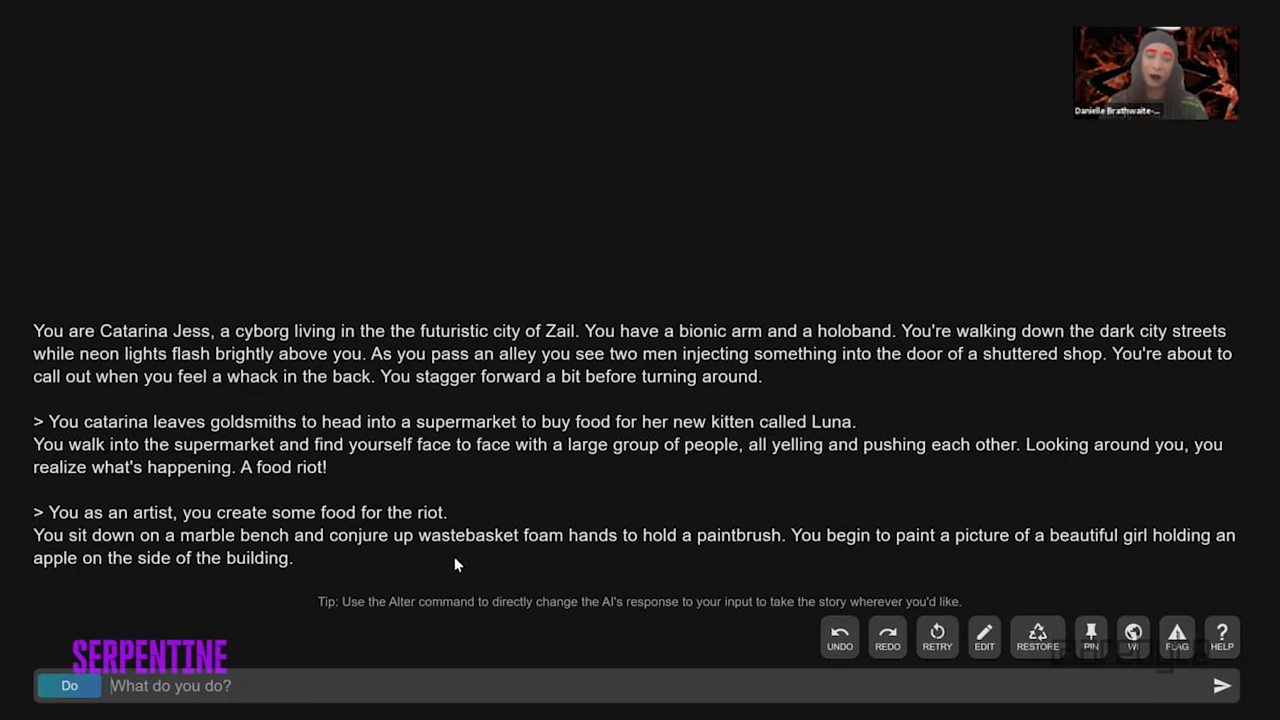 Danielle Brathwaite-...
You are Catarina Jess, a cyborg living in the the futuristic city of Zail. You have a bionic arm and a holoband. You're walking down the dark city streets
while neon lights flash brightly above you. As you pass an alley you see two men injecting something into the door of a shuttered shop. You're about to
call out when you feel a whack in the back. You stagger forward a bit before turning around.
> You catarina leaves goldsmiths to head into a supermarket to buy food for her new kitten called Luna.
You walk into the supermarket and find yourself face to face with a large group of people, all yelling and pushing each other. Looking around you, you
realize what's happening. A food riot!
> You as an artist, you create some food for the riot.
You sit down on a marble bench and conjure up wastebasket foam hands to hold a paintbrush. You begin to paint a picture of a beautiful girl holding an
apple on the side of the building.
Tip: Use the Alter command to directly change the AI's response to your input to take the story wherever you'd like.
UNDO REDO RETRY EDIT RESTORE PIN WI FLAG HELP
SERPENTINE
Do What do you do?